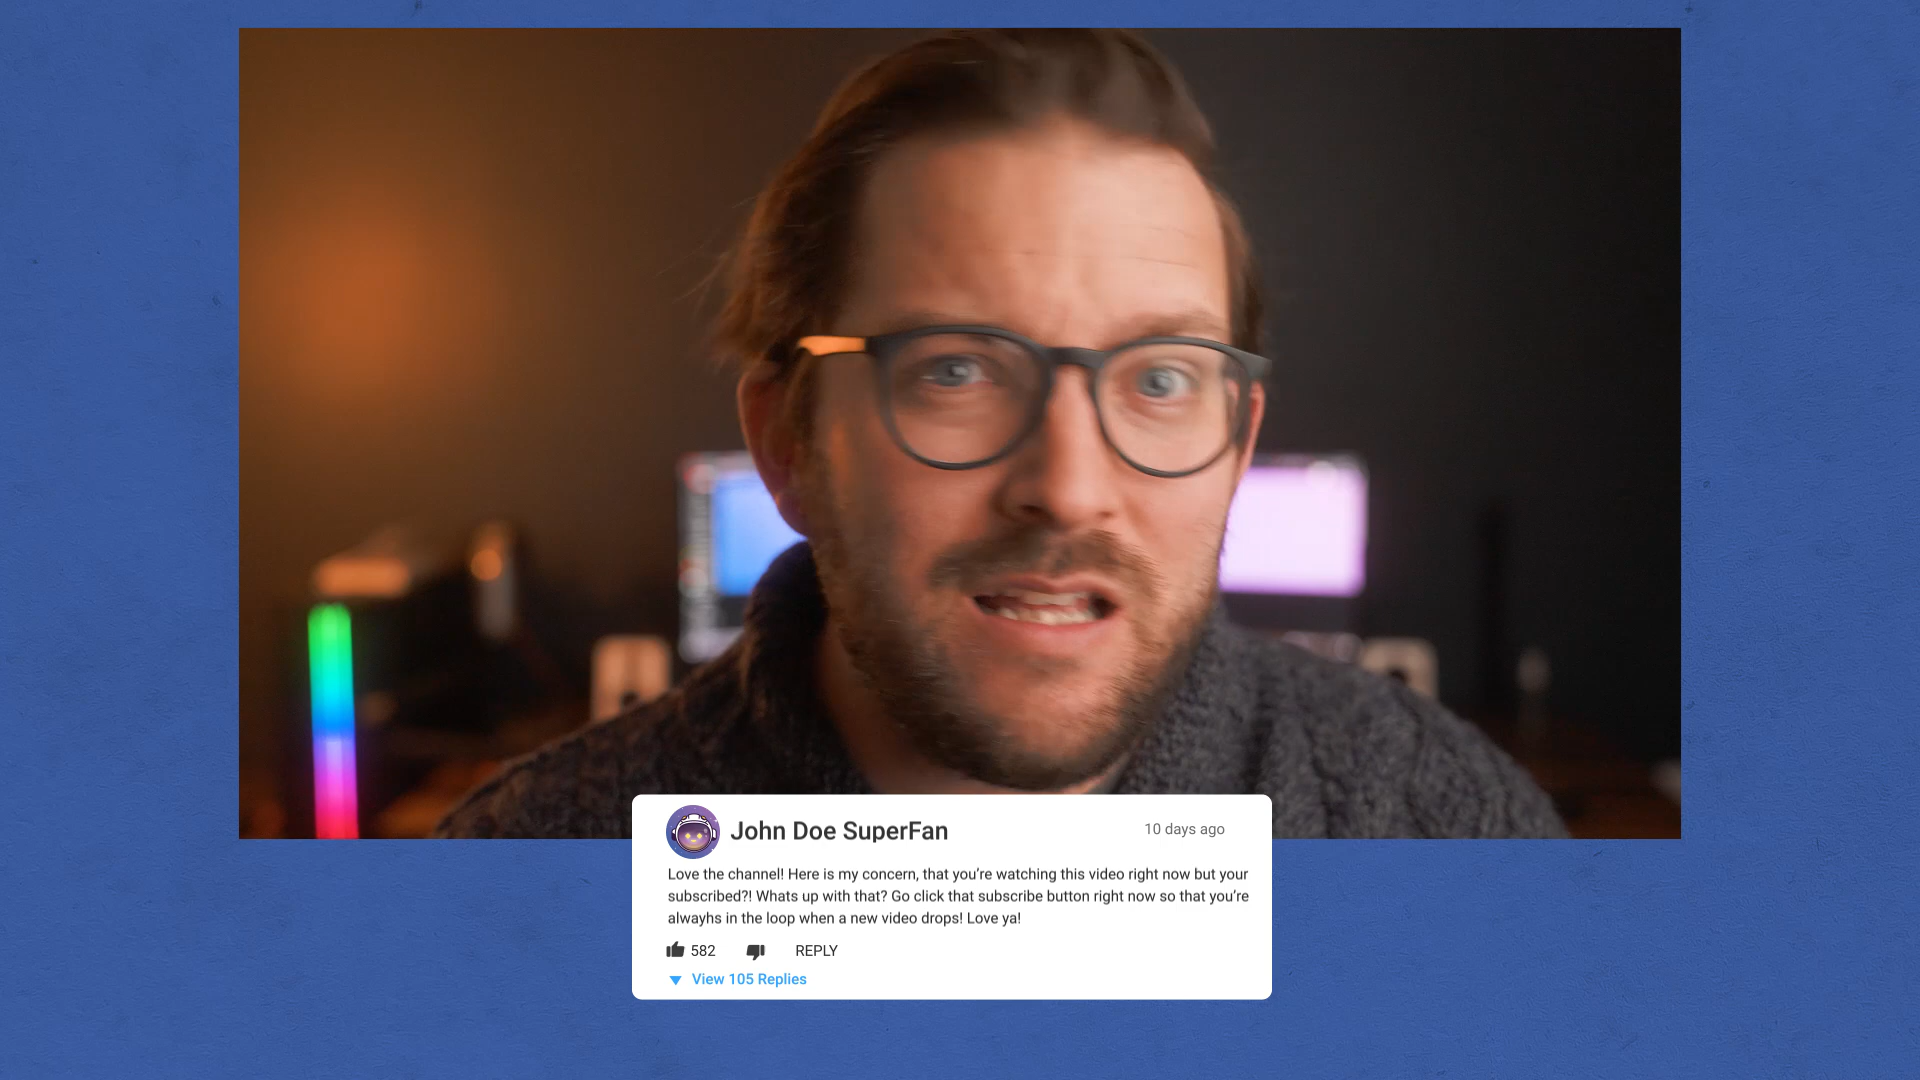 John Doe SuperFan
10 days ago
Love the channel! Here is my concern, that you're watching this video right now but your
subscribed?! Whats up with that? Go click that subscribe button right now so that you're
alwayhs in the loop when a new video drops! Love ya!
582
REPLY
View 105 Replies